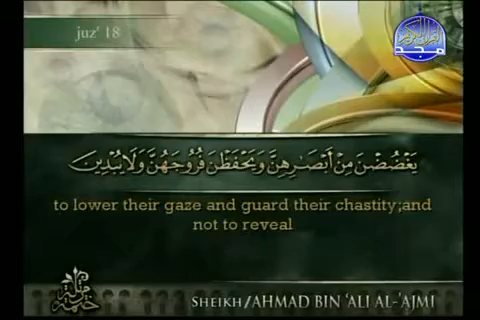 juz' 18
يَغْضُضْنَ مِنْ أَبْصَٰرِهِنَّ وَيَحْفَظْنَ فُرُوجَهُنَّ وَلَا يُبْدِينَ
to lower their gaze and guard their chastity;and
not to reveal
SHEIKH/AHMAD BIN 'ALI AL-'AJMI